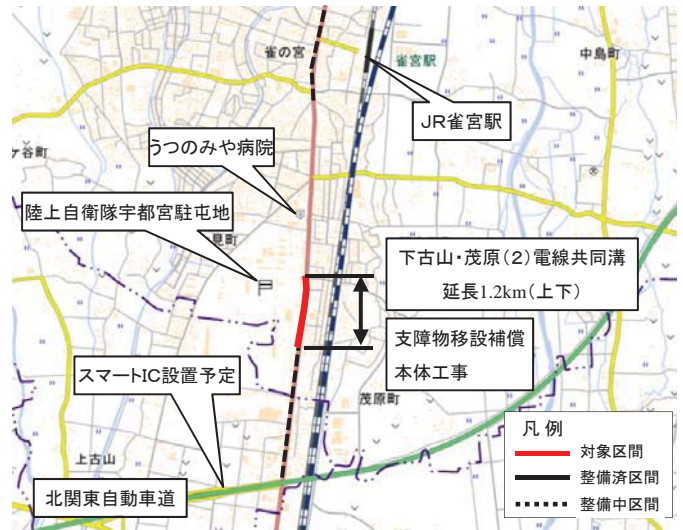 雀の宮
雀宮駅
中島町
JR雀宮駅
ケ谷町
うつのみや病院
陸上自衛隊宇都宮駐屯地
見町
下古山・茂原(2)電線共同溝
延長1.2km(上下)
支障物移設補償
本体工事
スマートIC設置予定
茂原町
上古山
北関東自動車道
凡 例
対象区間
整備済区間
整備中区間